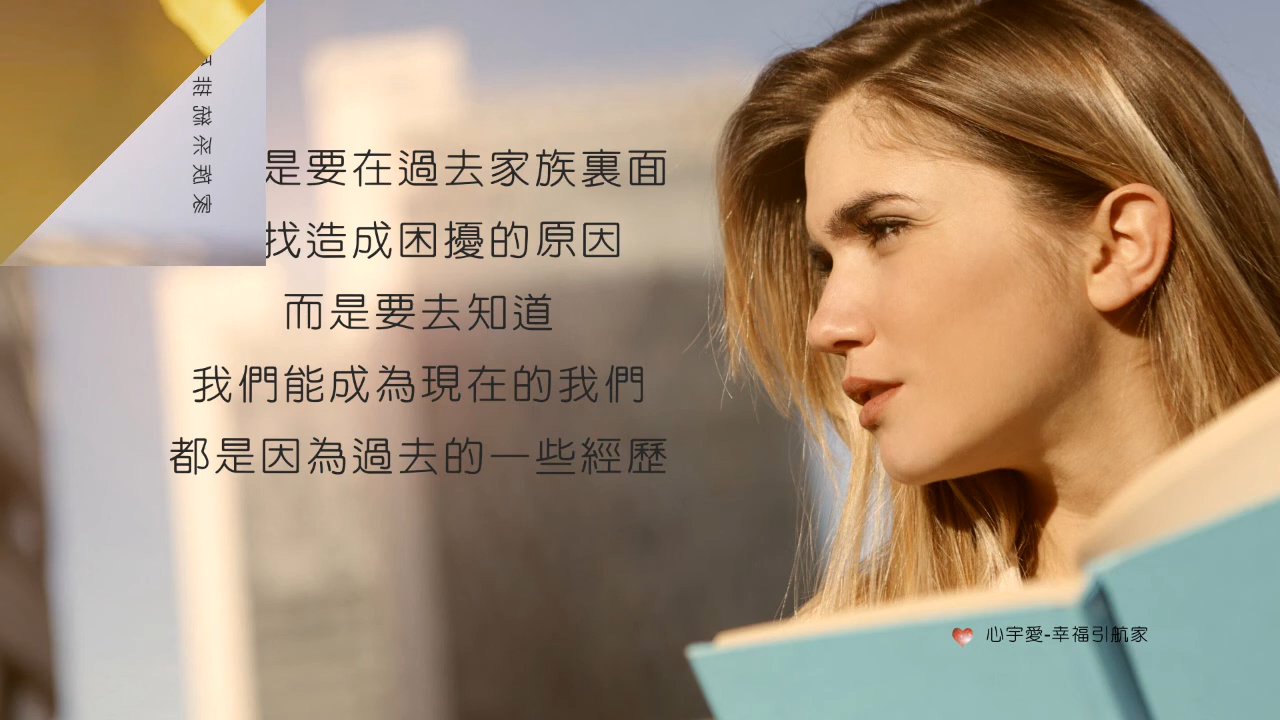 是要在過去家族裏面
找造成困擾的原因
而是要去知道
我們能成為現在的我們
都是因為過去的一些經歷
心宇愛-幸福引航家